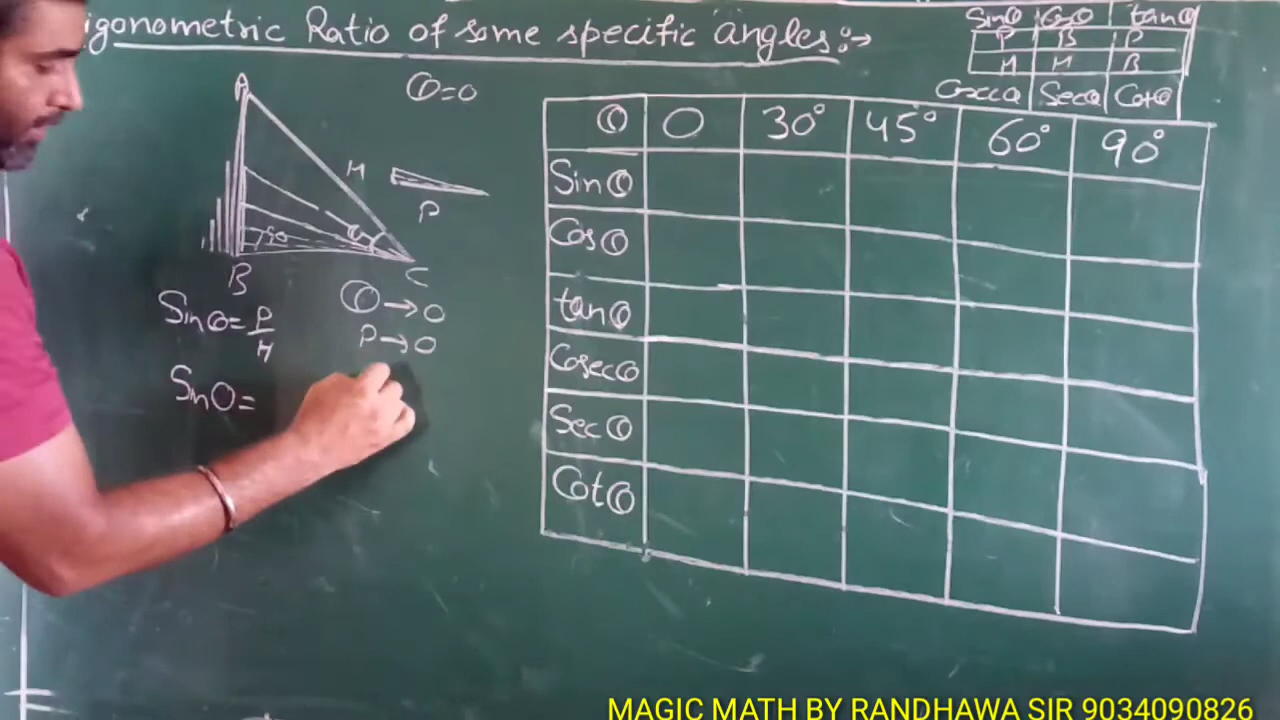 igonometric Ratio of some specific angles:→
Sinθ Cosθ tanθ
P B P
H H B
Cosecθ Secθ Cotθ
A
θ=0
H
P
90°
B
C
Sinθ=P/H
θ→0
P→0
Sin0=
θ 0 30° 45° 60° 90°
Sinθ
Cosθ
tanθ
Cosecθ
Secθ
Cotθ
MAGIC MATH BY RANDHAWA SIR 9034090826